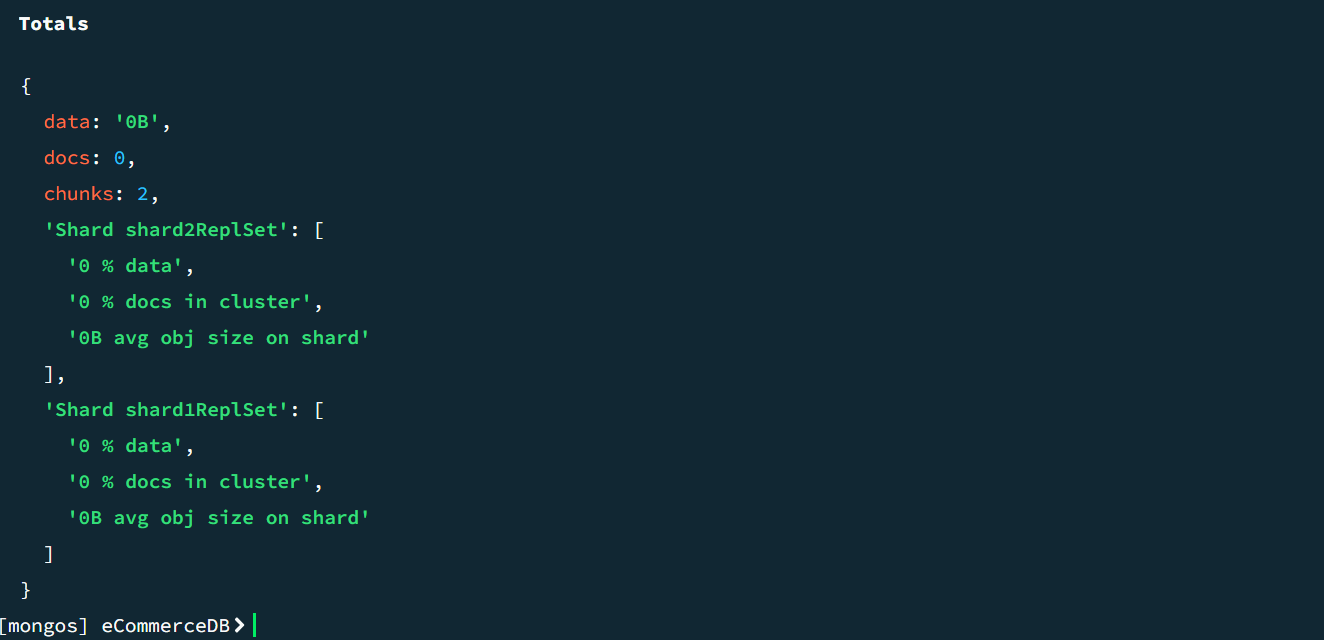 Totals
{
data: '0B',
docs: 0,
chunks: 2,
'Shard shard2ReplSet': [
'0 % data',
'0 % docs in cluster',
'0B avg obj size on shard'
],
'Shard shard1ReplSet': [
'0 % data',
'0 % docs in cluster',
'0B avg obj size on shard'
]
}
[mongos] eCommerceDB>